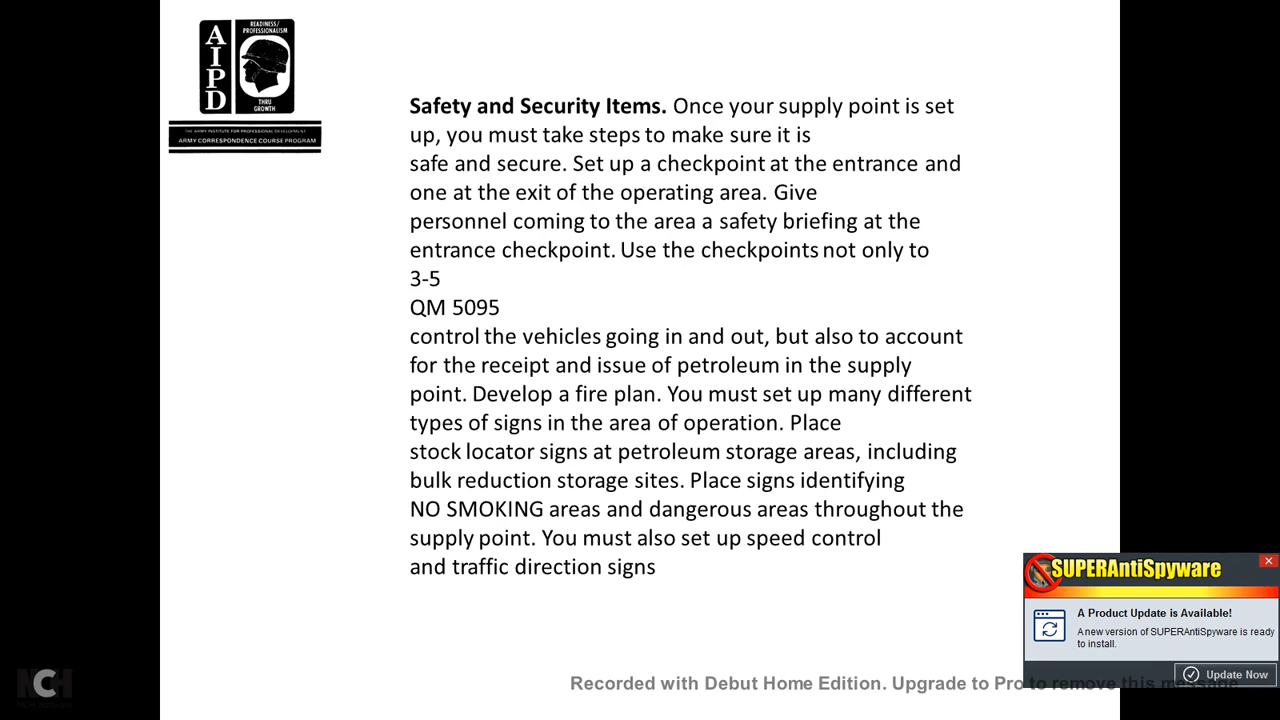 AIPD
READINESS/
PROFESSIONALISM
THRU
GROWTH
THE ARMY INSTITUTE FOR PROFESSIONAL DEVELOPMENT
ARMY CORRESPONDENCE COURSE PROGRAM
Safety and Security Items. Once your supply point is set
up, you must take steps to make sure it is
safe and secure. Set up a checkpoint at the entrance and
one at the exit of the operating area. Give
personnel coming to the area a safety briefing at the
entrance checkpoint. Use the checkpoints not only to
3-5
QM 5095
control the vehicles going in and out, but also to account
for the receipt and issue of petroleum in the supply
point. Develop a fire plan. You must set up many different
types of signs in the area of operation. Place
stock locator signs at petroleum storage areas, including
bulk reduction storage sites. Place signs identifying
NO SMOKING areas and dangerous areas throughout the
supply point. You must also set up speed control
and traffic direction signs
SUPERAntiSpyware
A Product Update is Available!
A new version of SUPERAntiSpyware is ready
to install.
Update Now
NCH
NCH Software
Recorded with Debut Home Edition. Upgrade to Pro to remove this message